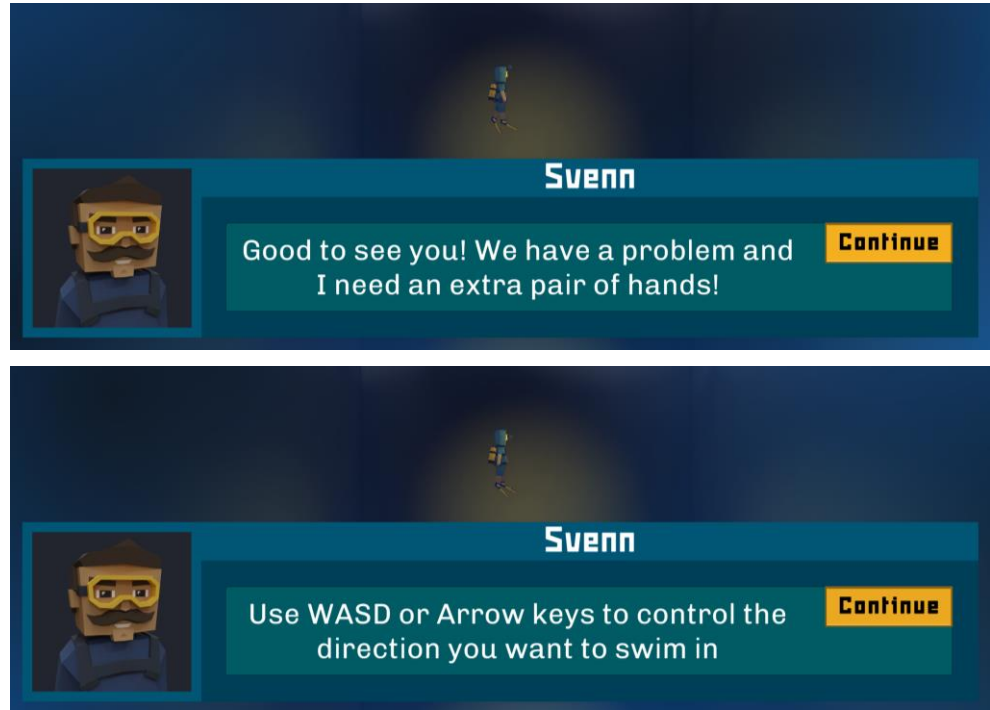 Svenn
Good to see you! We have a problem and
I need an extra pair of hands!
Continue
Svenn
Use WASD or Arrow keys to control the
direction you want to swim in
Continue